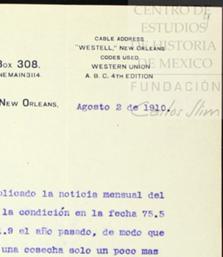 CENTRO DE
ESTUDIOS
DE HISTORIA
DE MEXICO
FUNDACIÓN
Carlos Slim
CABLE ADDRESS
"WESTELL," NEW ORLEANS
CODES USED
WESTERN UNION
A. B. C. 4TH EDITION
Box 308.
NE MAIN 3114
NEW ORLEANS,
Agosto 2 de 1910.
plicado la noticia mensual del
la condición en la fecha 75.5
.9 el año pasado, de modo que
una cosecha solo un poco mas